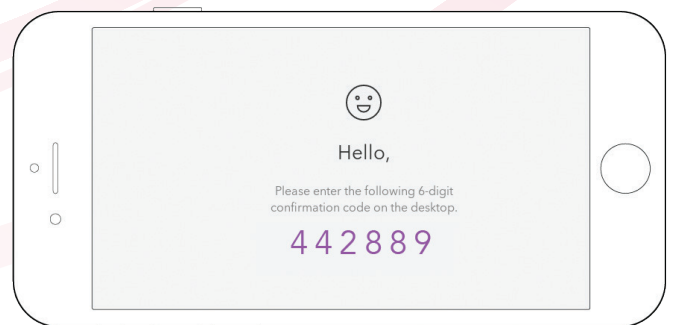 Hello,
Please enter the following 6-digit
confirmation code on the desktop.
442889